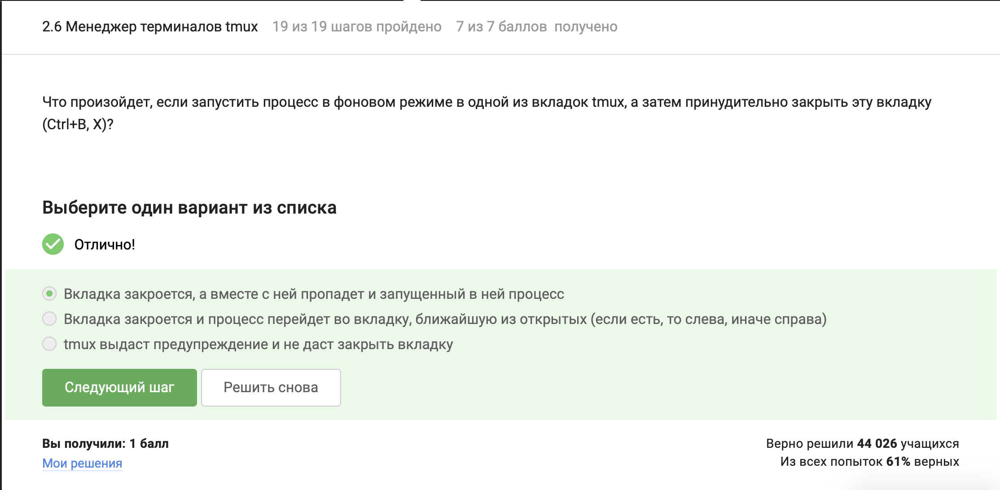 2.6 Менеджер терминалов tmux 19 из 19 шагов пройдено 7 из 7 баллов получено
Что произойдет, если запустить процесс в фоновом режиме в одной из вкладок tmux, а затем принудительно закрыть эту вкладку
(Ctrl+B, X)?
Выберите один вариант из списка
Отлично!
Вкладка закроется, а вместе с ней пропадет и запущенный в ней процесс
Вкладка закроется и процесс перейдет во вкладку, ближайшую из открытых (если есть, то слева, иначе справа)
tmux выдаст предупреждение и не даст закрыть вкладку
Следующий шаг Решить снова
Вы получили: 1 балл
Мои решения
Верно решили 44 026 учащихся
Из всех попыток 61% верных